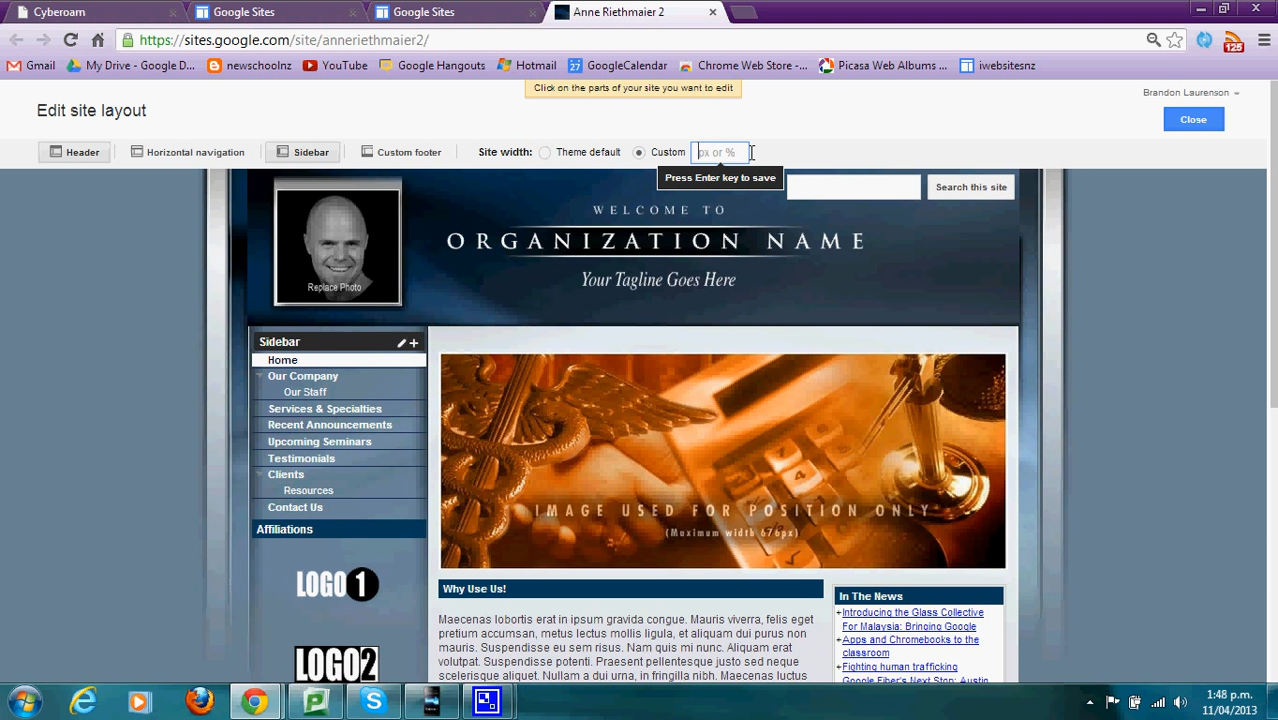 Cyberoam
Google Sites
Google Sites
Anne Riethmaier 2
https://sites.google.com/site/anneriethmaier2/
125
Gmail
My Drive - Google D...
newschoolnz
YouTube
Google Hangouts
Hotmail
27 GoogleCalendar
Chrome Web Store -...
Picasa Web Albums ...
iwebsitesnz
Click on the parts of your site you want to edit
Brandon Laurenson
Edit site layout
Close
Header
Horizontal navigation
Sidebar
Custom footer
Site width:
Theme default
Custom
px or %
Press Enter key to save
Search this site
WELCOME TO
ORGANIZATION NAME
Your Tagline Goes Here
Replace Photo
Sidebar
Home
Our Company
Our Staff
Services & Specialties
Recent Announcements
Upcoming Seminars
Testimonials
Clients
Resources
Contact Us
Affiliations
LOGO 1
LOGO2
IMAGE USED FOR POSITION ONLY
(Maximum width 676px)
Why Use Us!
Maecenas lobortis erat in ipsum gravida congue. Mauris viverra, felis eget
pretium accumsan, metus lectus mollis ligula, et aliquam dui purus non
mauris. Suspendisse eu sem risus. Nam quis mi nunc. Aliquam erat
volutpat. Suspendisse potenti. Praesent pellentesque justo sed neque
scelerisque aliquet. Nullam a dui urna, in fringilla nibh. Maecenas luctus
In The News
Introducing the Glass Collective
For Malaysia: Bringing Google
Apps and Chromebooks to the
classroom
Fighting human trafficking
Google Fiber's Next Stop: Austin
1:48 p.m.
11/04/2013